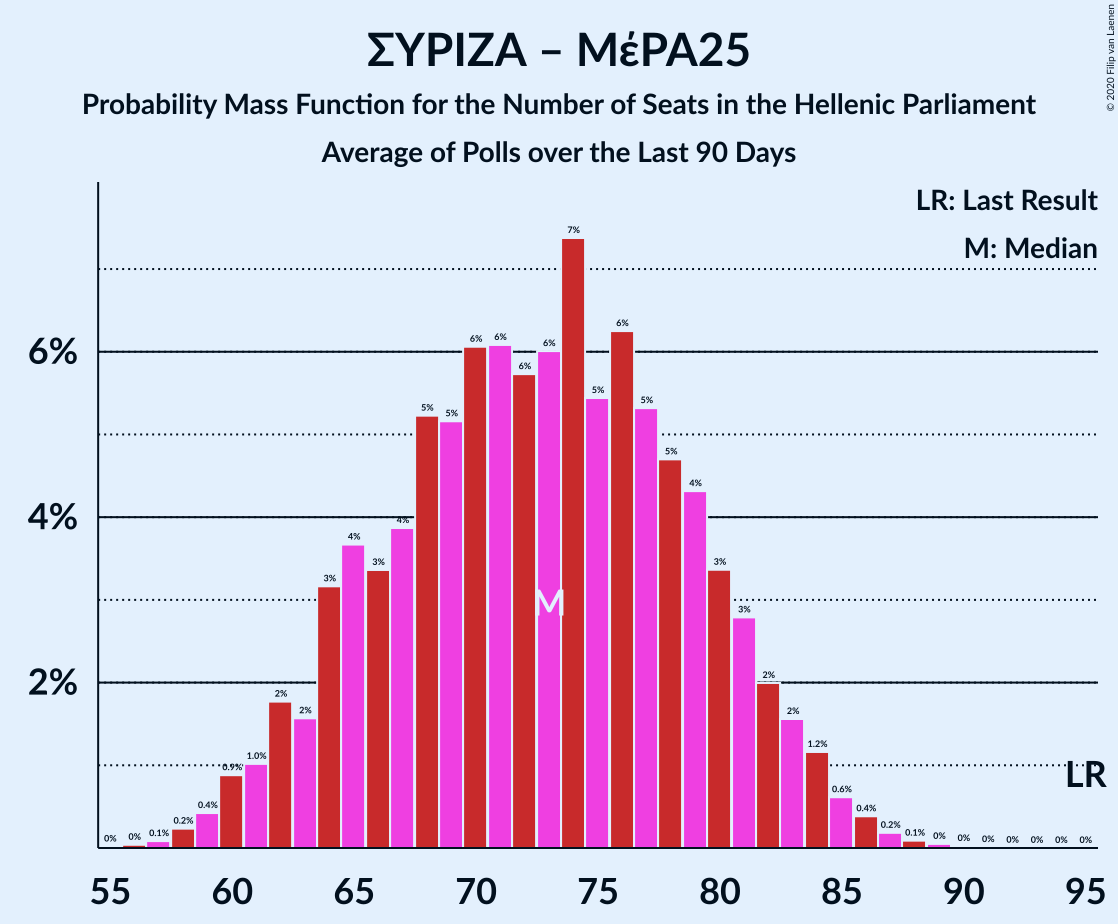 ΣΥΡΙΖΑ – ΜέΡΑ25
Probability Mass Function for the Number of Seats in the Hellenic Parliament
Average of Polls over the Last 90 Days
© 2020 Filip van Laenen
LR: Last Result
M: Median
6%
4%
2%
0% 0% 0.1% 0.2% 0.4% 0.9% 1.0% 2% 2% 3% 4% 3% 4% 5% 5% 6% 6% 6% 6% 7% 5% 6% 5% 5% 4% 3% 3% 2% 2% 1.2% 0.6% 0.4% 0.2% 0.1% 0% 0% 0% 0% 0% 0% 0%
M
LR
55 60 65 70 75 80 85 90 95